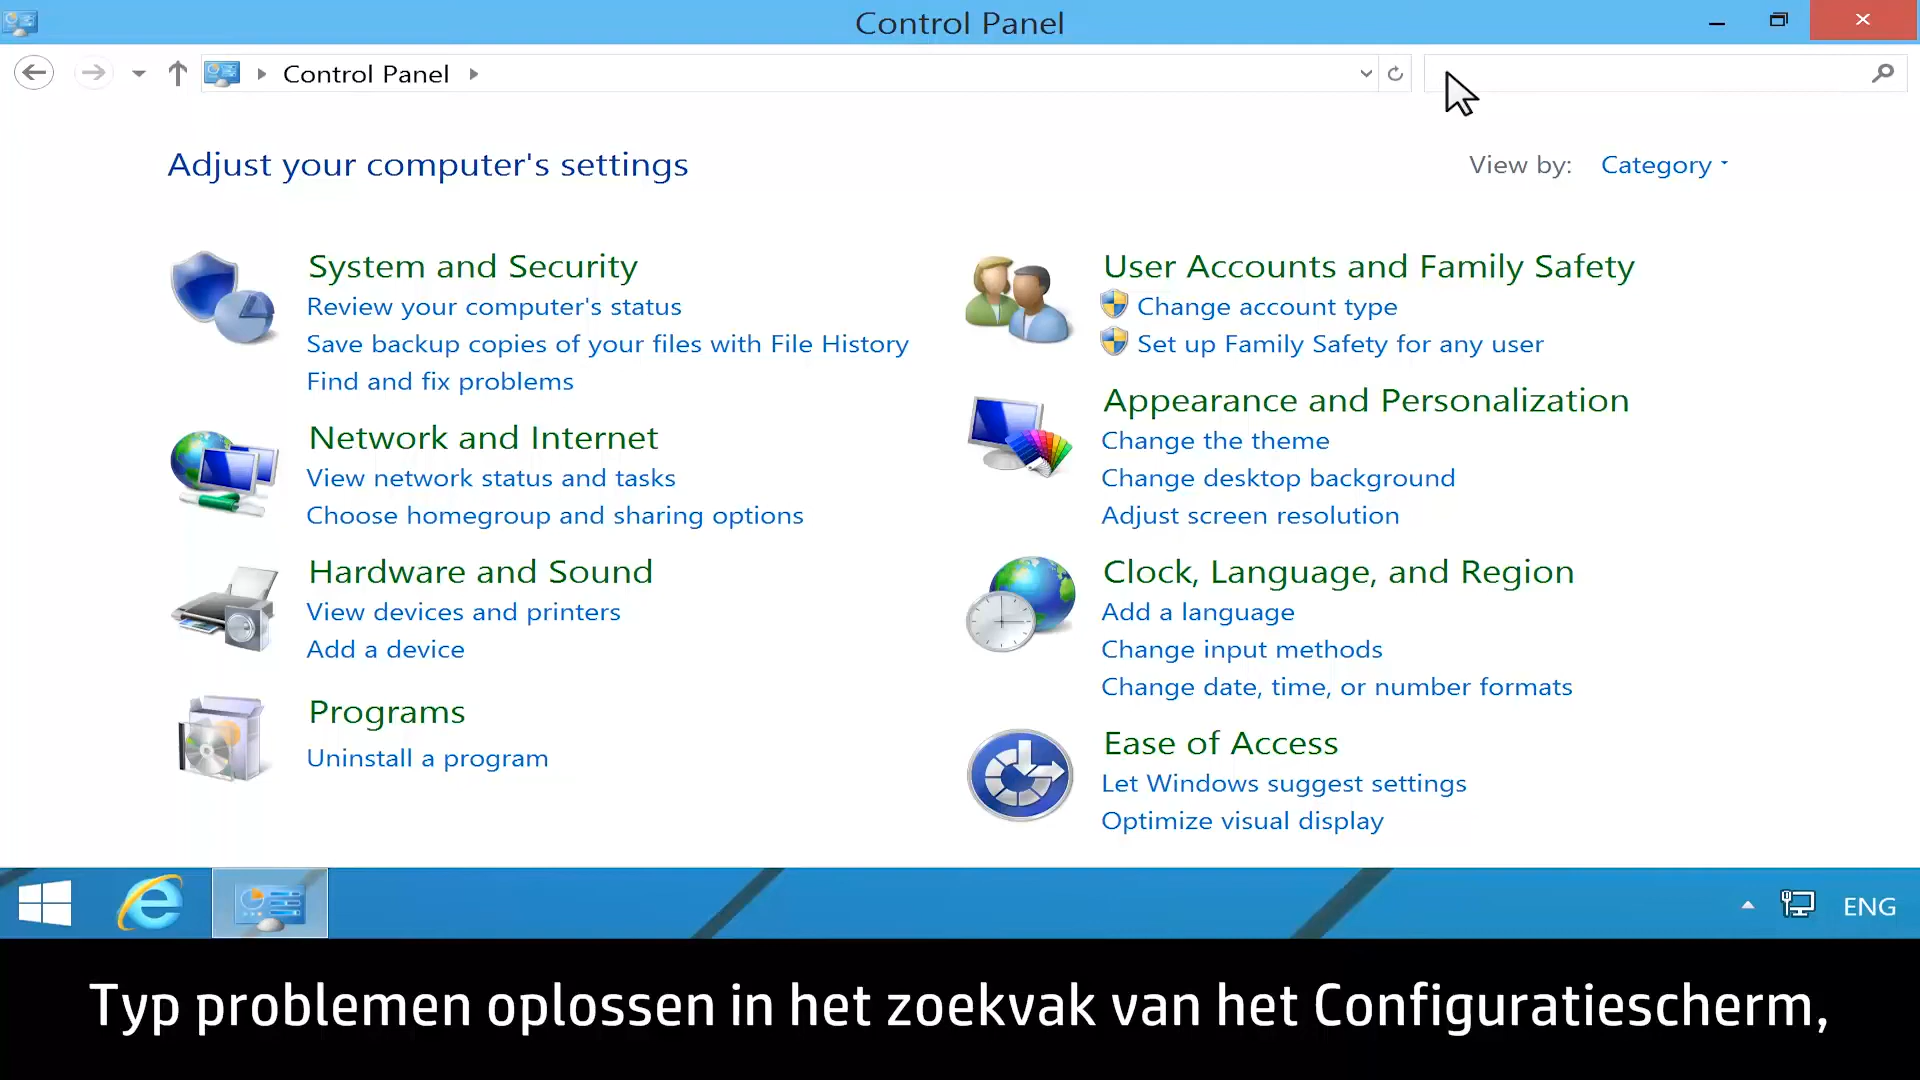 Control Panel
Control Panel
Adjust your computer's settings
View by: Category
System and Security
Review your computer's status
Save backup copies of your files with File History
Find and fix problems
Network and Internet
View network status and tasks
Choose homegroup and sharing options
Hardware and Sound
View devices and printers
Add a device
Programs
Uninstall a program
User Accounts and Family Safety
Change account type
Set up Family Safety for any user
Appearance and Personalization
Change the theme
Change desktop background
Adjust screen resolution
Clock, Language, and Region
Add a language
Change input methods
Change date, time, or number formats
Ease of Access
Let Windows suggest settings
Optimize visual display
ENG
Typ problemen oplossen in het zoekvak van het Configuratiescherm,